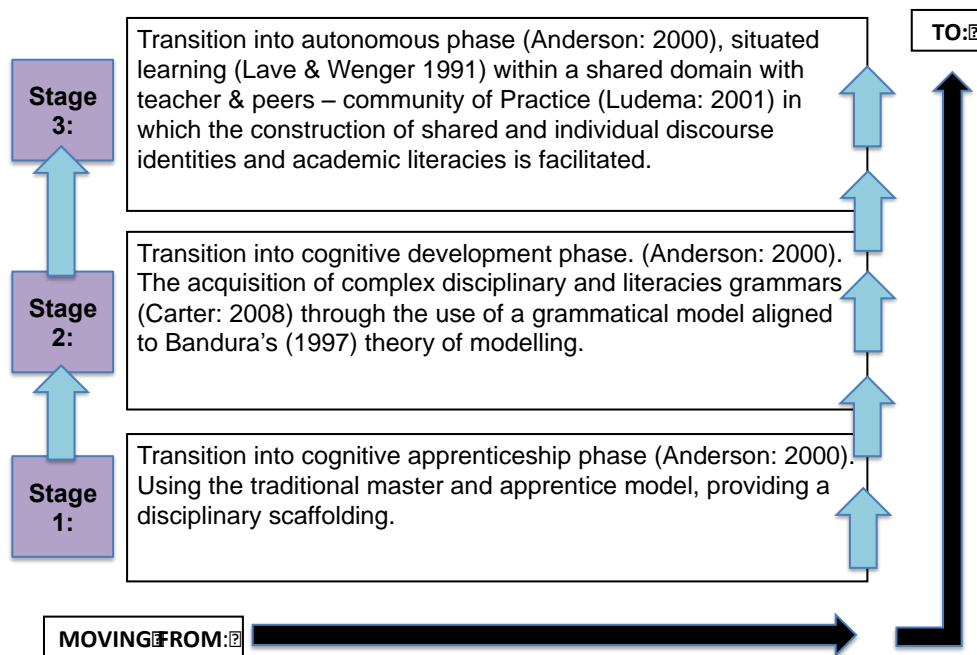 TO:
Stage
3:
Transition into autonomous phase (Anderson: 2000), situated
learning (Lave & Wenger 1991) within a shared domain with
teacher & peers – community of Practice (Ludema: 2001) in
which the construction of shared and individual discourse
identities and academic literacies is facilitated.
Stage
2:
Transition into cognitive development phase. (Anderson: 2000).
The acquisition of complex disciplinary and literacies grammars
(Carter: 2008) through the use of a grammatical model aligned
to Bandura’s (1997) theory of modelling.
Stage
1:
Transition into cognitive apprenticeship phase (Anderson: 2000).
Using the traditional master and apprentice model, providing a
disciplinary scaffolding.
MOVING FROM: